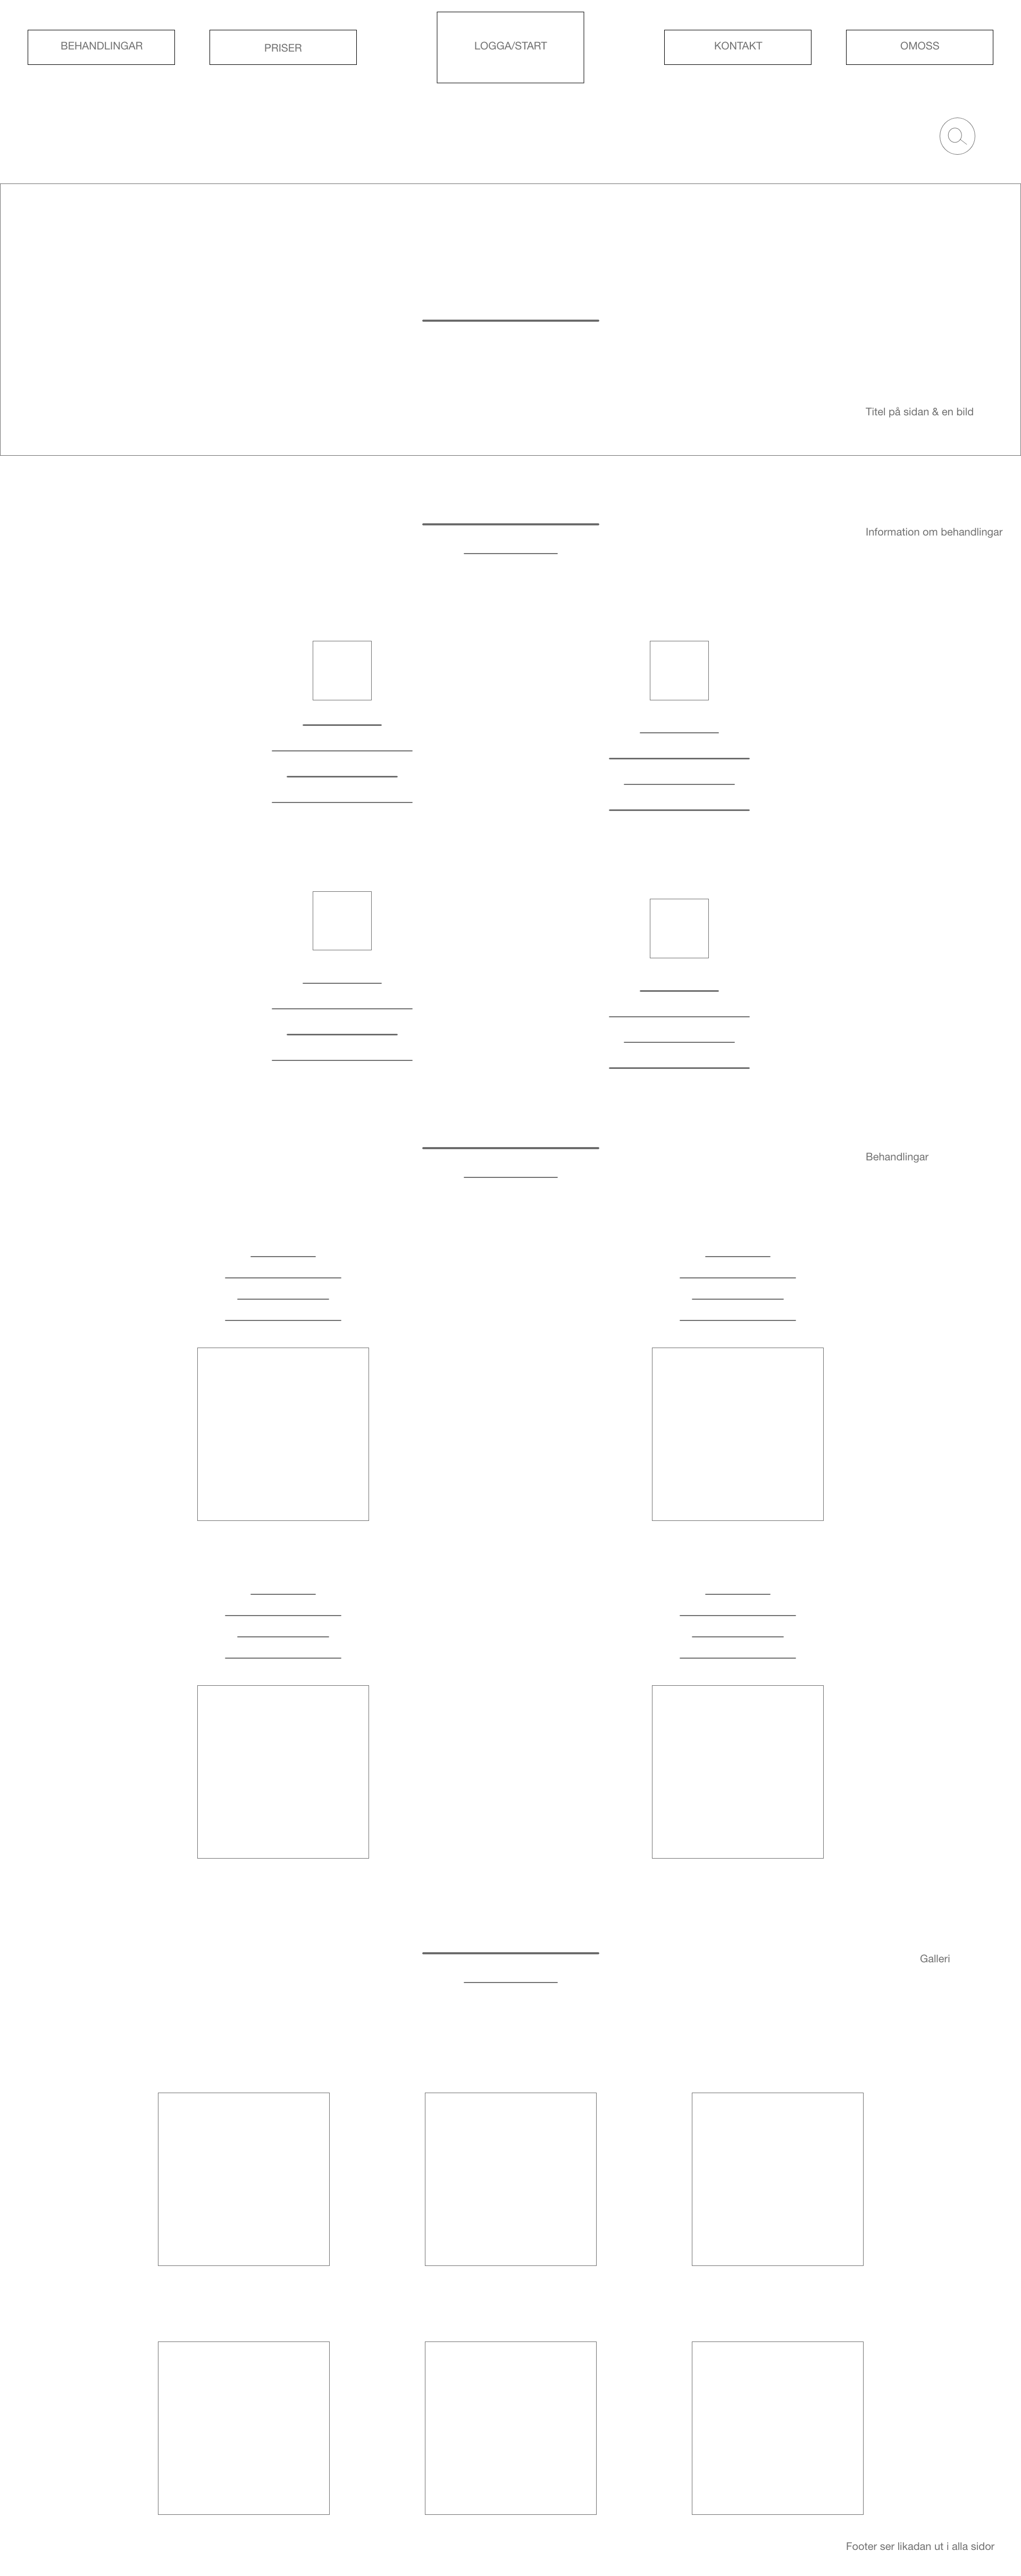 BEHANDLINGAR
PRISER
LOGGA/START
KONTAKT
OMOSS
Titel på sidan & en bild
Information om behandlingar
Behandlingar
Galleri
Footer ser likadan ut i alla sidor